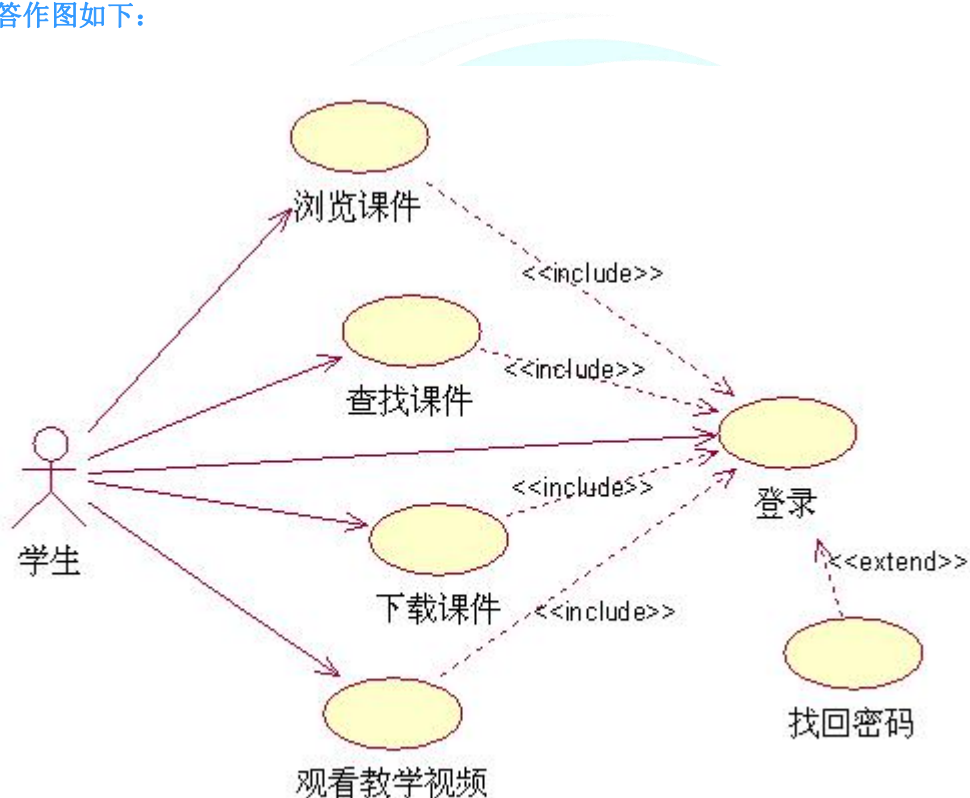 答作图如下：
浏览课件
<<include>>
查找课件
<<include>>
登录
<<include>>
学生
<<extend>>
下载课件
<<include>>
找回密码
观看教学视频